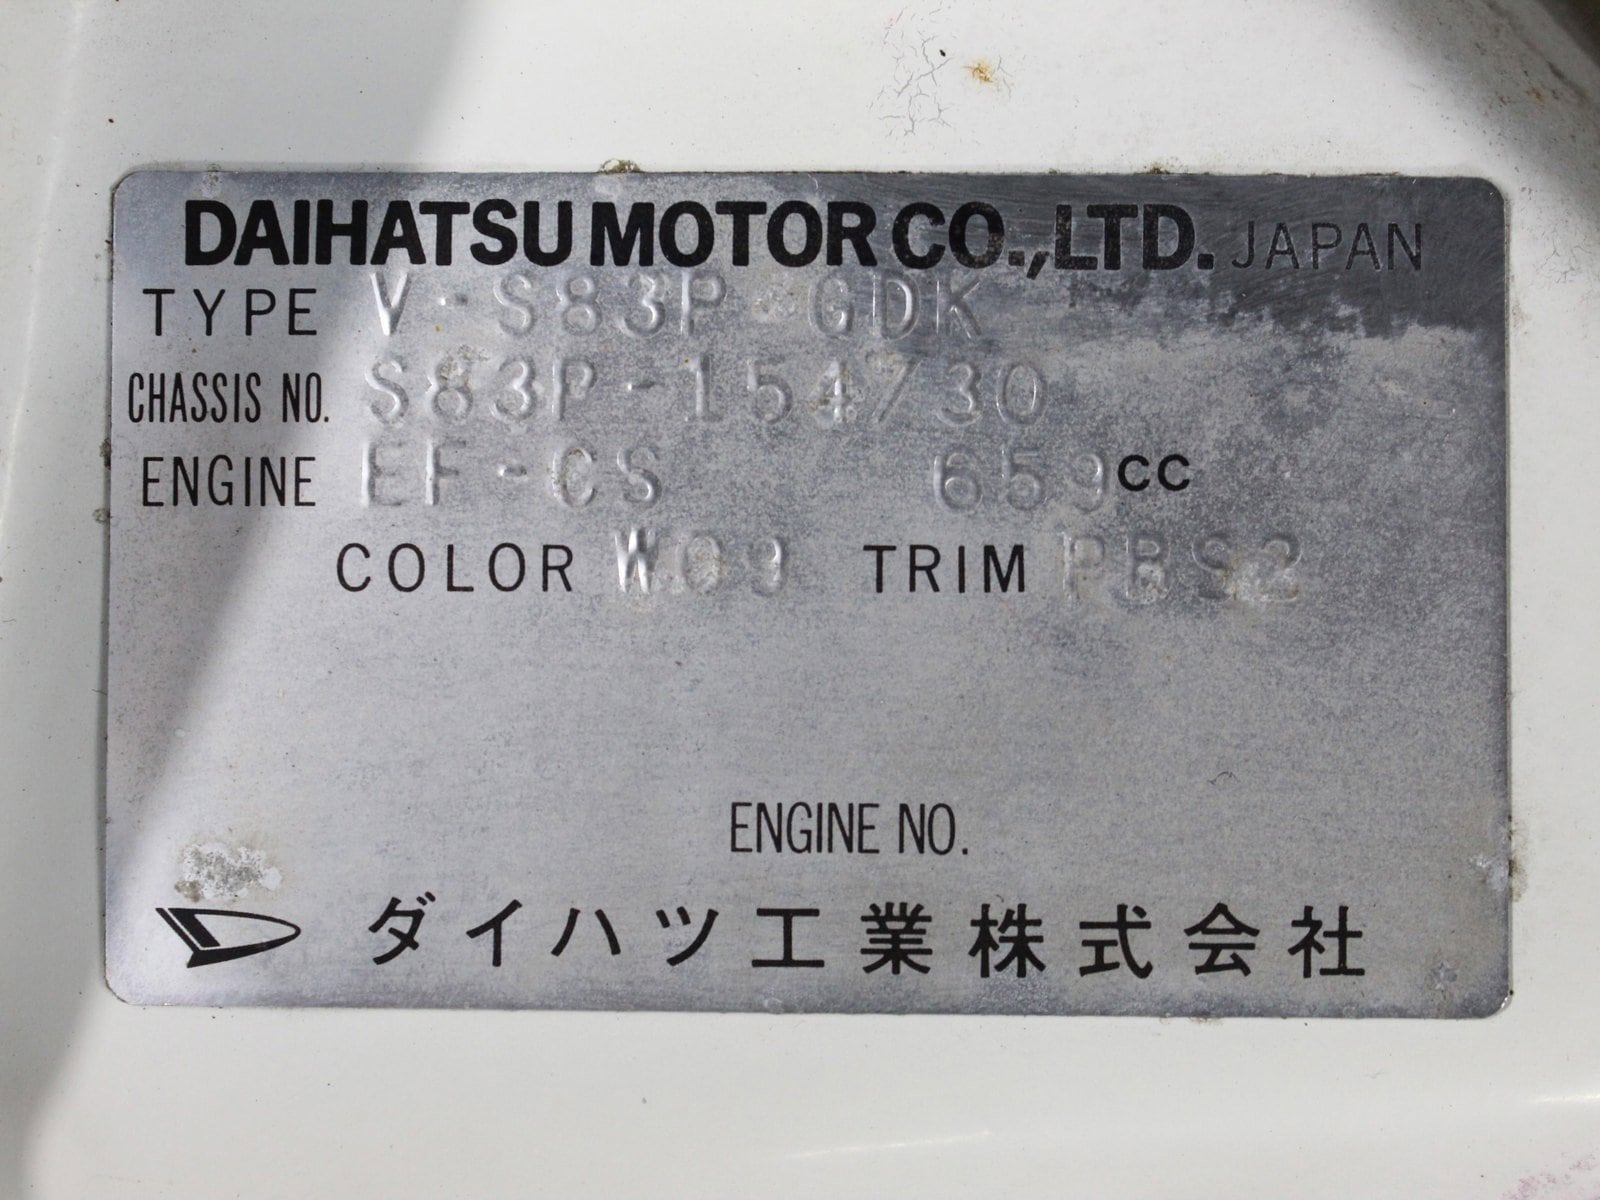 DAIHATSU MOTOR CO.,LTD. JAPAN
TYPE V-S83P-GDK
CHASSIS NO. S83P-154730
ENGINE EF-CS 659CC
COLOR W09 TRIM PBS2
ENGINE NO.
ダイハツ工業株式会社